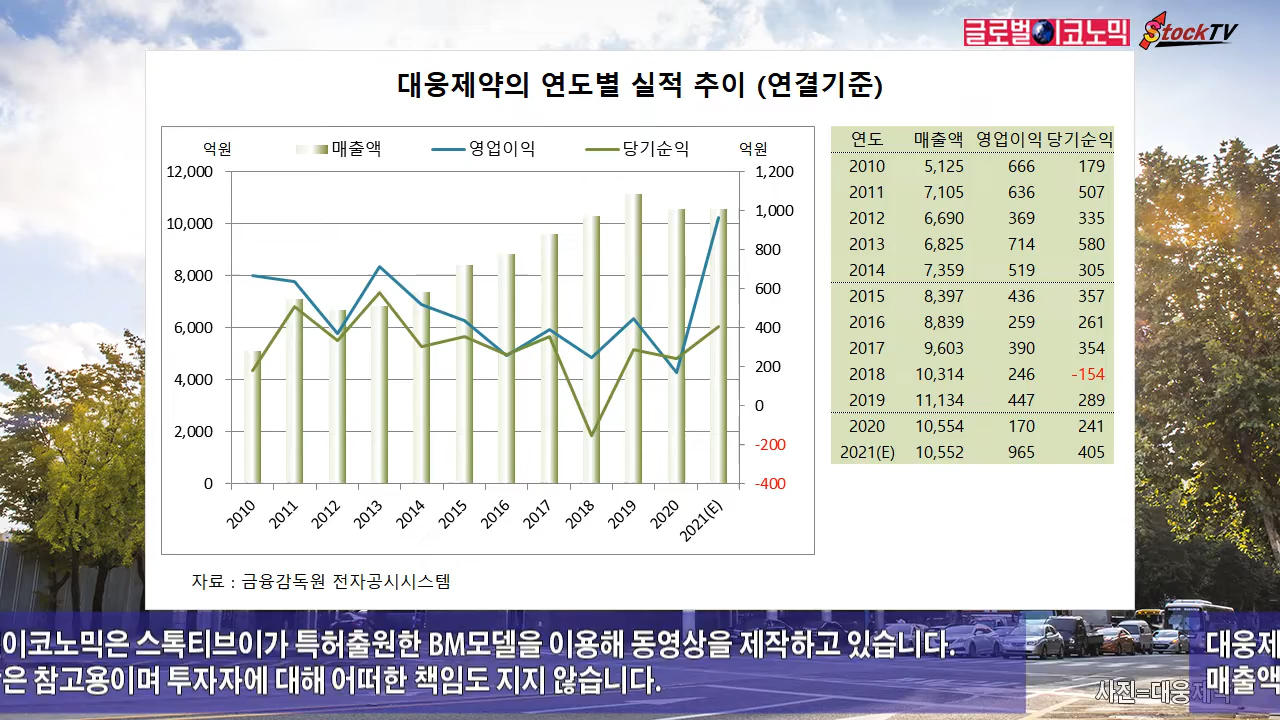 글로벌이코노믹 StockTV
대웅제약의 연도별 실적 추이 (연결기준)
억원 매출액 영업이익 당기순익 억원
12,000 1,200
10,000 1,000
8,000 800
6,000 600
4,000 400
2,000 200
0 0
-200
-400
2010 2011 2012 2013 2014 2015 2016 2017 2018 2019 2020 2021(E)
연도 매출액 영업이익 당기순익
2010 5,125 666 179
2011 7,105 636 507
2012 6,690 369 335
2013 6,825 714 580
2014 7,359 519 305
2015 8,397 436 357
2016 8,839 259 261
2017 9,603 390 354
2018 10,314 246 -154
2019 11,134 447 289
2020 10,554 170 241
2021(E) 10,552 965 405
자료 : 금융감독원 전자공시시스템
이코노믹은 스톡티브이가 특허출원한 BM모델을 이용해 동영상을 제작하고 있습니다. 대웅제
은 참고용이며 투자자에 대해 어떠한 책임도 지지 않습니다. 매출액
사진=대웅제약